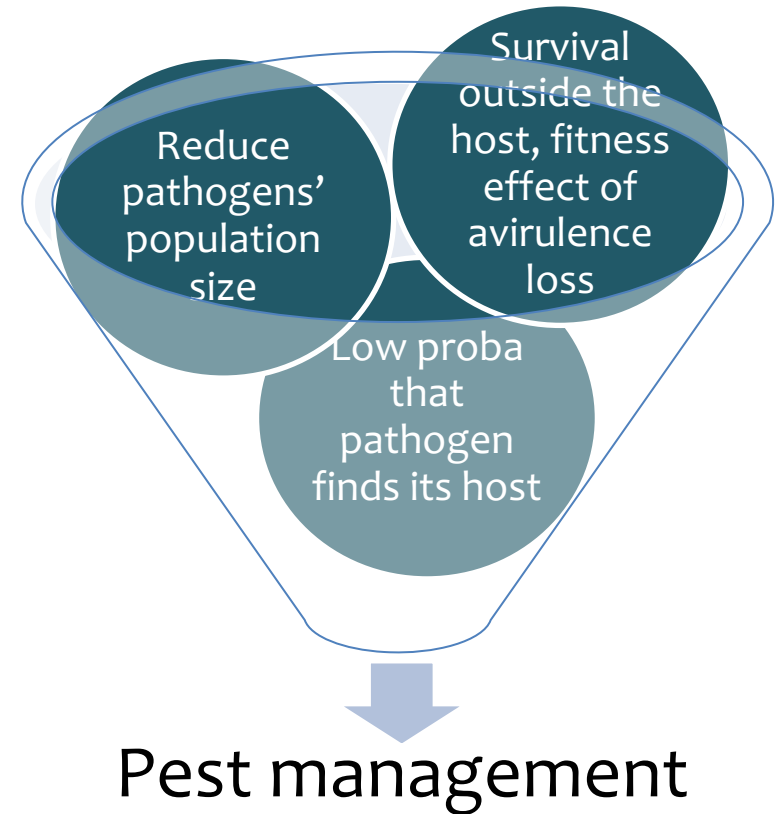 Reduce
pathogens’
population
size
Survival
outside the
host, fitness
effect of
avirulence
loss
Low proba
that
pathogen
finds its host
Pest management